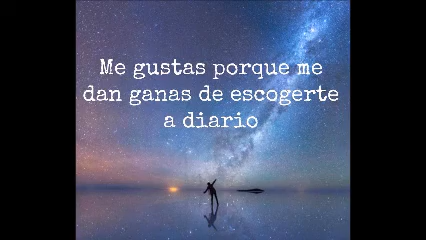 Me gustas porque me
dan ganas de escogerte
a diario